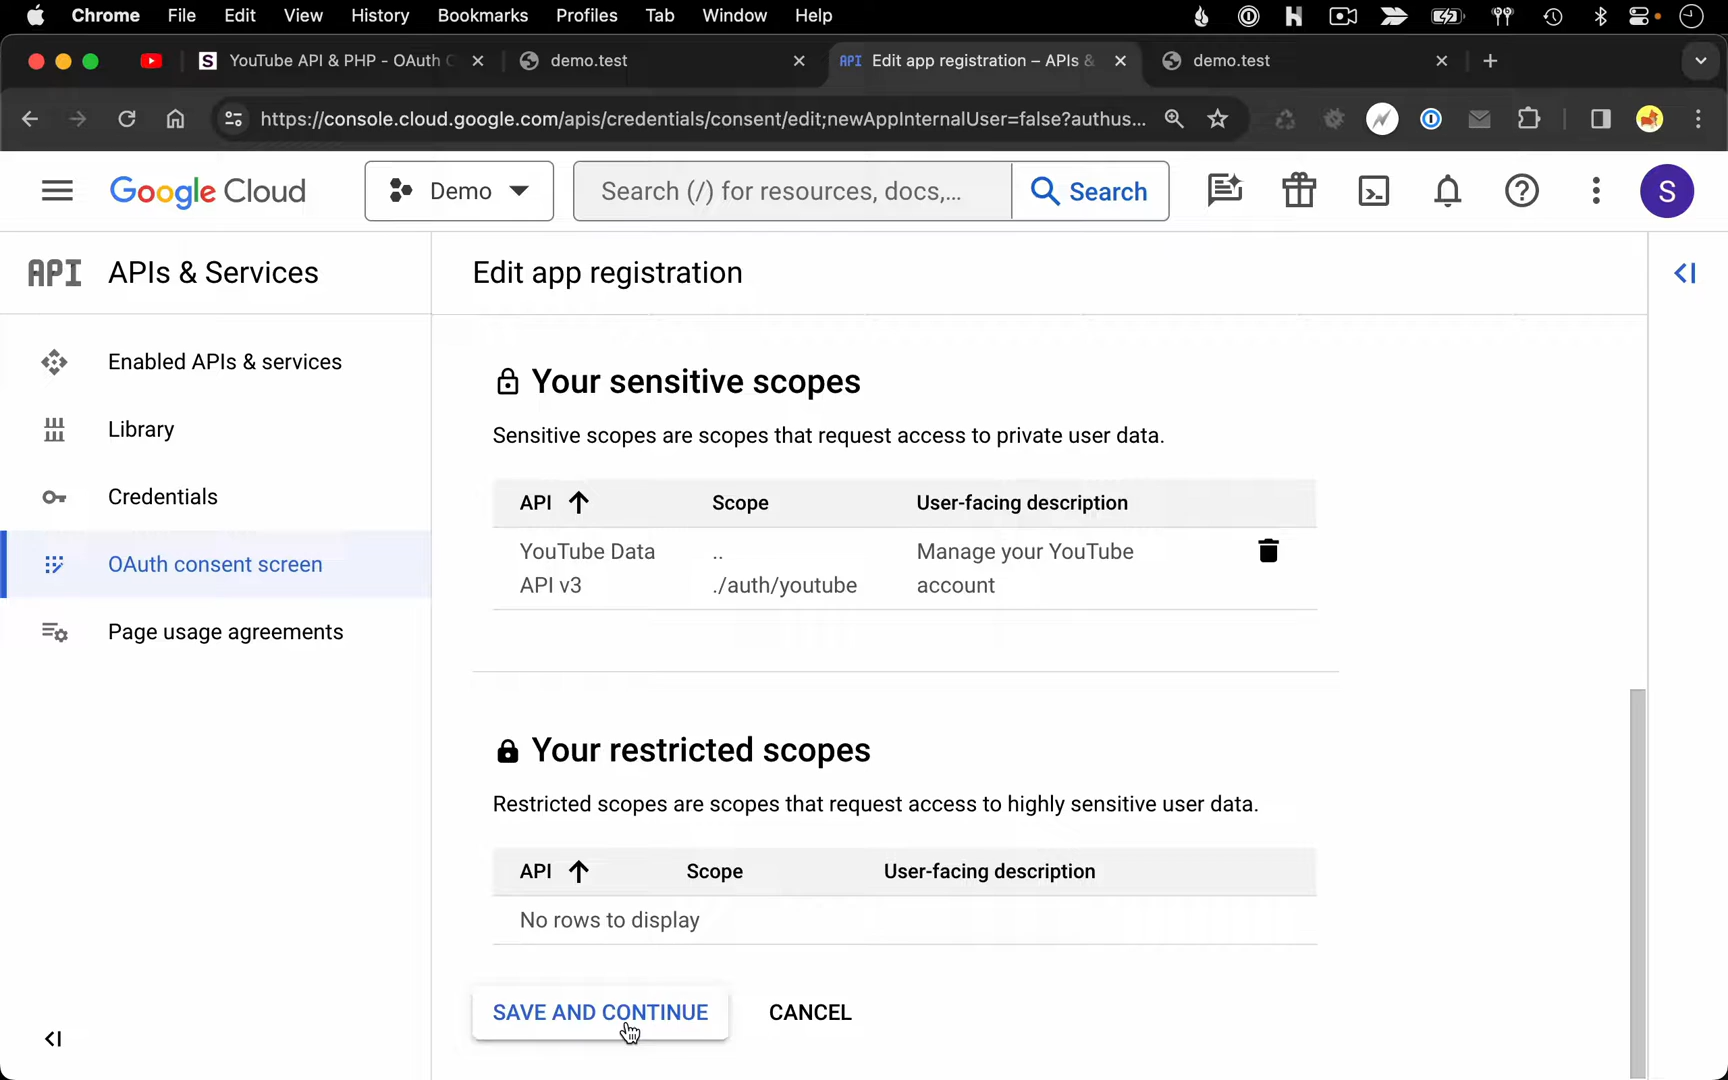 Chrome File Edit View History Bookmarks Profiles Tab Window Help
S YouTube API & PHP - OAuth demo.test API Edit app registration – APIs & demo.test
https://console.cloud.google.com/apis/credentials/consent/edit;newAppInternalUser=false?authus...
Google Cloud Demo Search (/) for resources, docs,... Search S
API APIs & Services
Edit app registration
Enabled APIs & services
Library
Credentials
OAuth consent screen
Page usage agreements
Your sensitive scopes
Sensitive scopes are scopes that request access to private user data.
API Scope User-facing description
YouTube Data .. Manage your YouTube
API v3 ./auth/youtube account
Your restricted scopes
Restricted scopes are scopes that request access to highly sensitive user data.
API Scope User-facing description
No rows to display
SAVE AND CONTINUE CANCEL